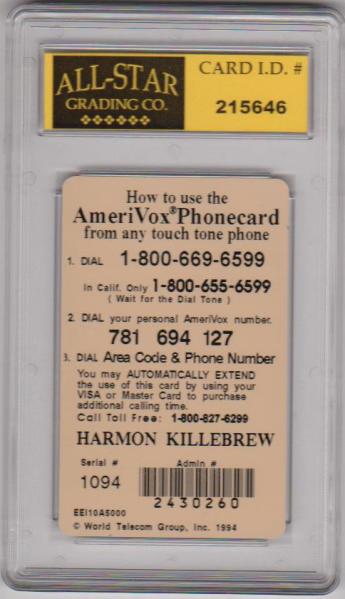 ALL-STAR
GRADING CO.
CARD I.D. #
215646
How to use the
AmeriVox®Phonecard
from any touch tone phone
1. DIAL 1-800-669-6599
In Calif. Only 1-800-655-6599
( Wait for the Dial Tone )
2. DIAL your personal AmeriVox number.
781 694 127
3. DIAL Area Code & Phone Number
You may AUTOMATICALLY EXTEND
the use of this card by using your
VISA or Master Card to purchase
additional calling time.
Call Toll Free: 1-800-827-6299
HARMON KILLEBREW
Serial # Admin #
1094
2430260
EEI10A5000
© World Telecom Group, Inc. 1994